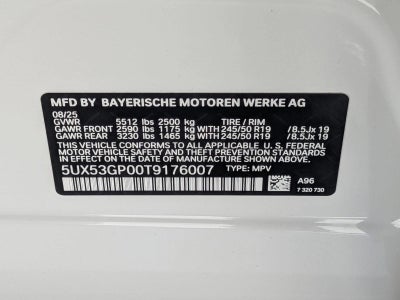 MFD BY BAYERISCHE MOTOREN WERKE AG
08/25
GVWR 5512 lbs 2500 kg TIRE / RIM
GAWR FRONT 2590 lbs 1175 kg WITH 245/50 R19 /8.5Jx 19
GAWR REAR 3230 lbs 1465 kg WITH 245/50 R19 /8.5Jx 19
THIS VEHICLE CONFORMS TO ALL APPLICABLE
U.S. FEDERAL MOTOR VEHICLE SAFETY AND THEFT
PREVENTION STANDARDS IN EFFECT ON THE DATE
OF MANUFACTURE SHOWN ABOVE.
5UX53GP00T9176007 TYPE: MPV
A96
7 320 730